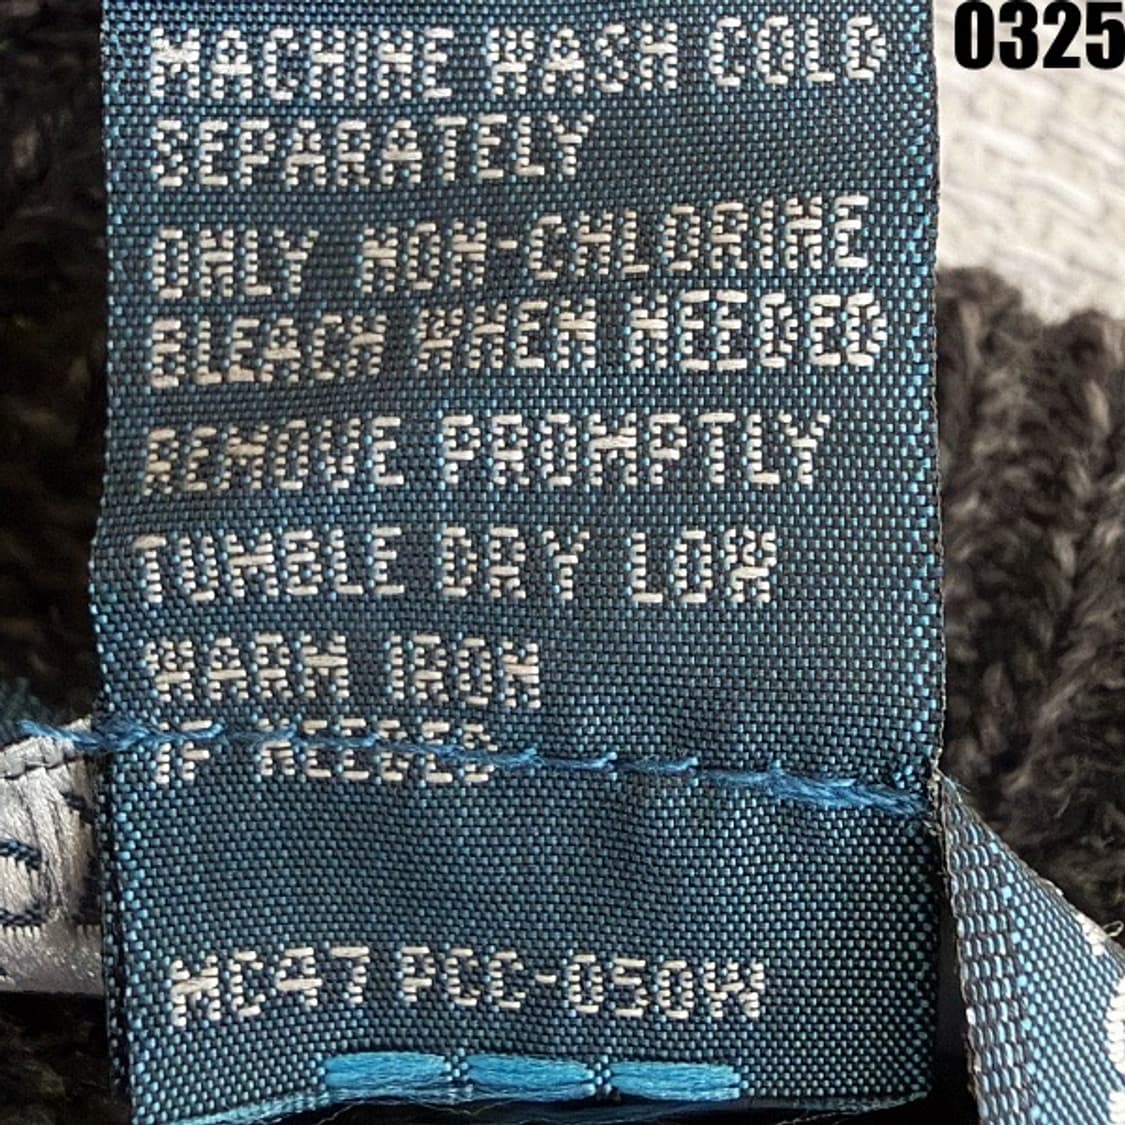 0325
MACHINE WASH COLD
SEPARATELY
ONLY NON-CHLORINE
BLEACH WHEN NEEDED
REMOVE PROMPTLY
TUMBLE DRY LOW
WARM IRON
IF NEEDED
MC47 PCC-050W